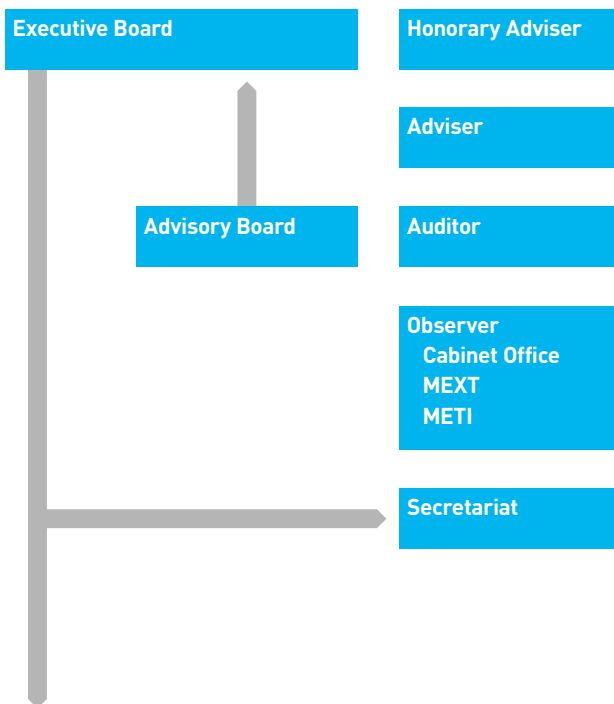 Executive Board
Honorary Adviser
Adviser
Advisory Board
Auditor
Observer
Cabinet Office
MEXT
METI
Secretariat